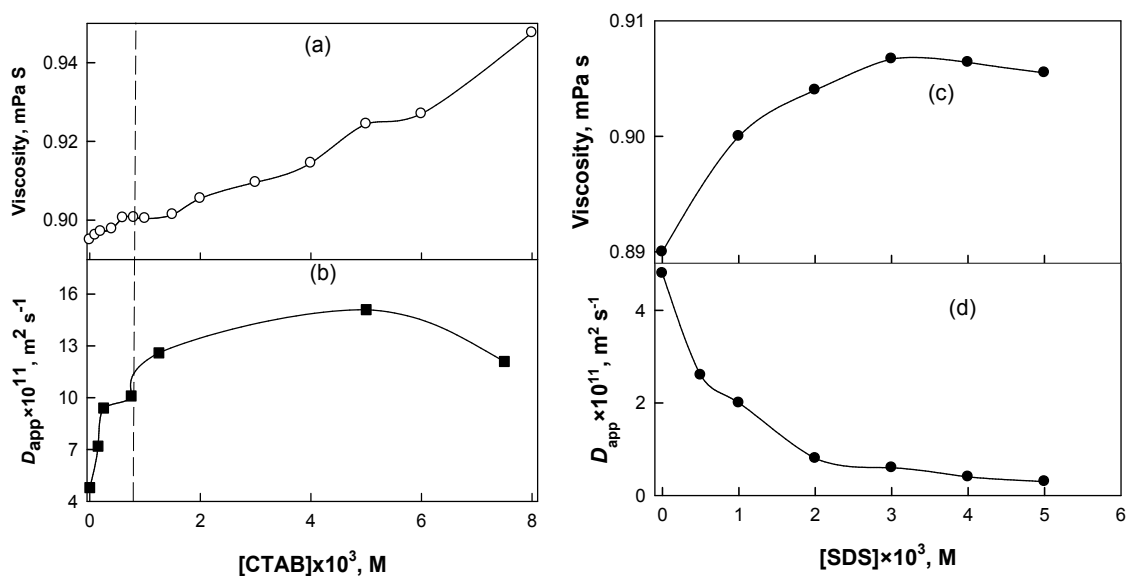 (a)
Viscosity, mPa S
0.94
0.92
0.90
(b)
D_app×10^11, m^2 s^-1
16
13
10
7
4
0 2 4 6 8
[CTAB]x10^3, M
0.91
Viscosity, mPa s
0.90
0.89
(c)
(d)
D_app ×10^11, m^2 s^-1
4
2
0
0 1 2 3 4 5 6
[SDS]×10^3, M